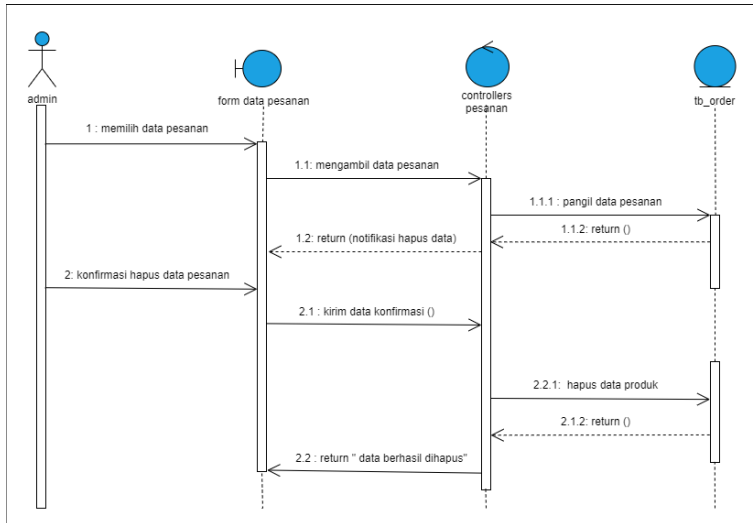 admin
form data pesanan
controllers
pesanan
tb_order
1 : memilih data pesanan
1.1: mengambil data pesanan
1.1.1 : pangil data pesanan
1.1.2: return ()
1.2: return (notifikasi hapus data)
2: konfirmasi hapus data pesanan
2.1 : kirim data konfirmasi ()
2.2.1: hapus data produk
2.1.2: return ()
2.2 : return " data berhasil dihapus"